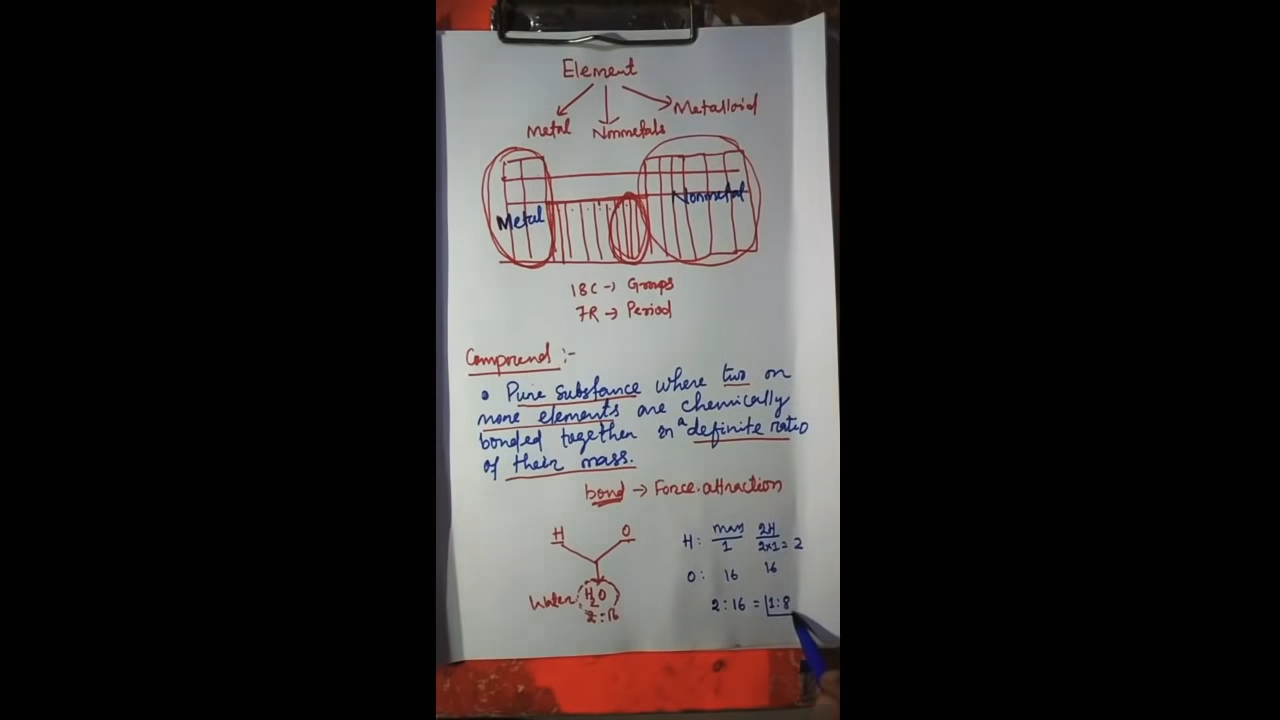 Element
Metal Nonmetals Metalloid
Metal Nonmetal
18C -> Groups
7R -> Period
Compound :-
• Pure substance where two or
more elements are chemically
bonded together in a definite ratio
of their mass.
bond -> Force.attraction
H O
Water H2O
2:16
mass 2H
H: 1 2x1 = 2
O: 16 16
2:16 = 1:8